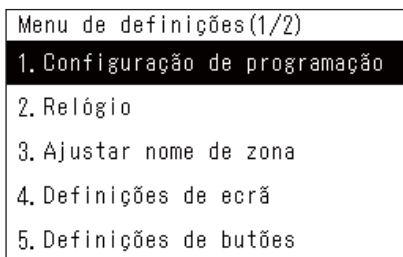 Menu de definições(1/2)
1.Configuração de programação
2.Relógio
3.Ajustar nome de zona
4.Definições de ecrã
5.Definições de butões